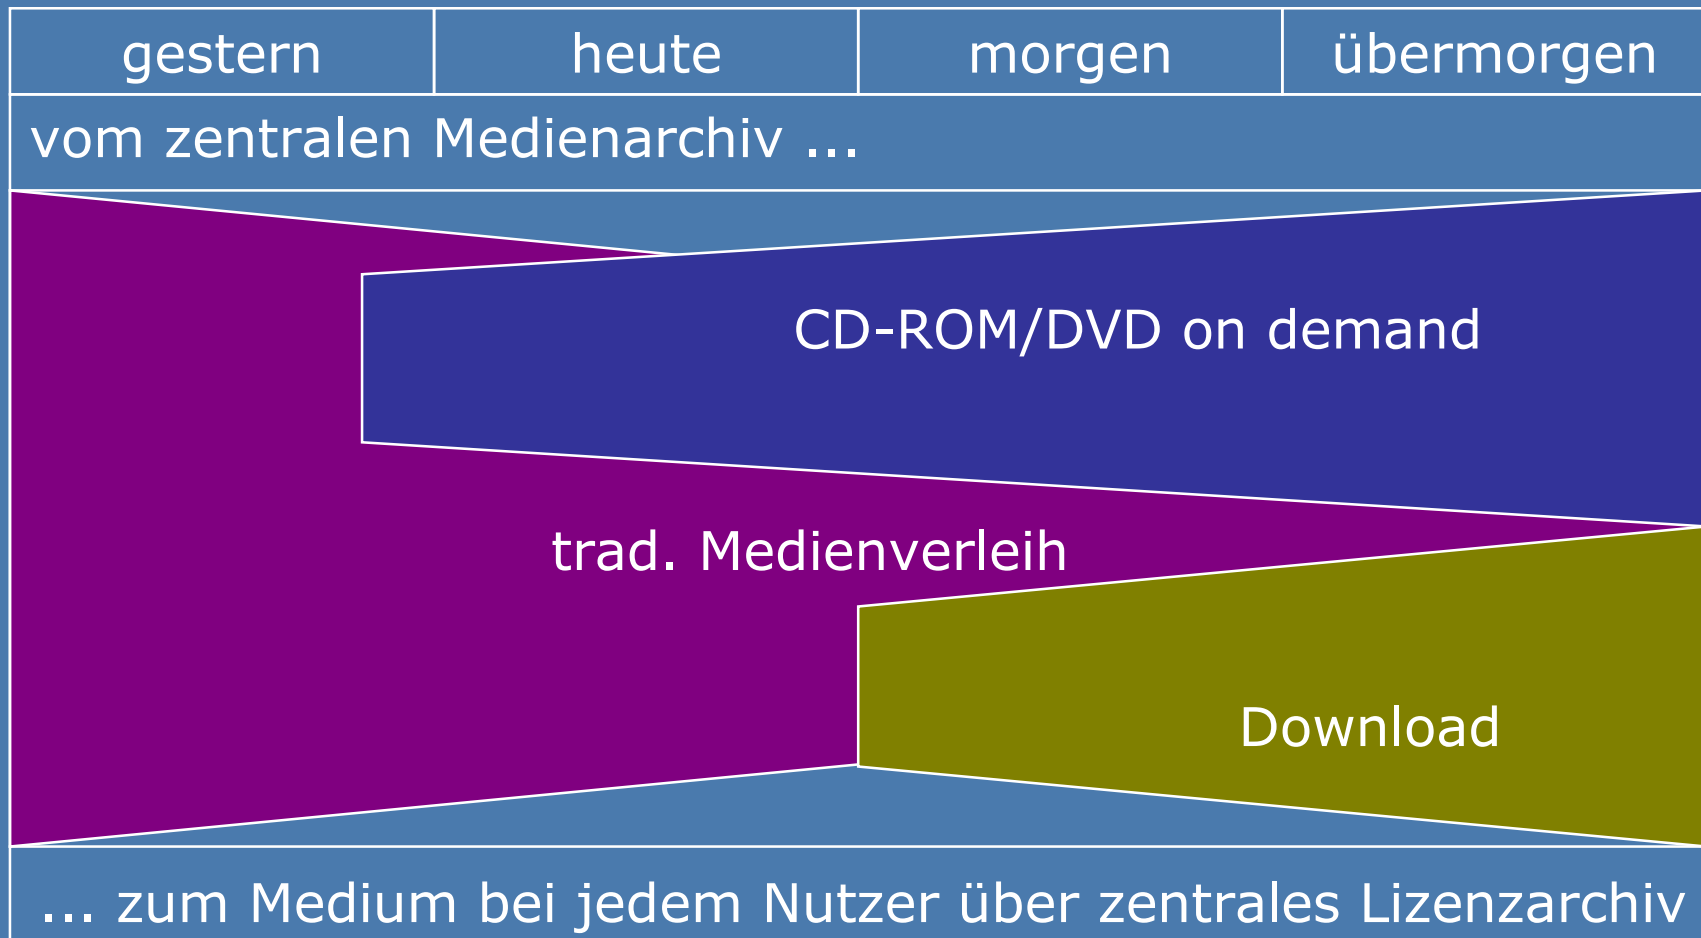 gestern
heute
morgen
übermorgen
vom zentralen Medienarchiv ...
CD-ROM/DVD on demand
trad. Medienverleih
Download
... zum Medium bei jedem Nutzer über zentrales Lizenzarchiv